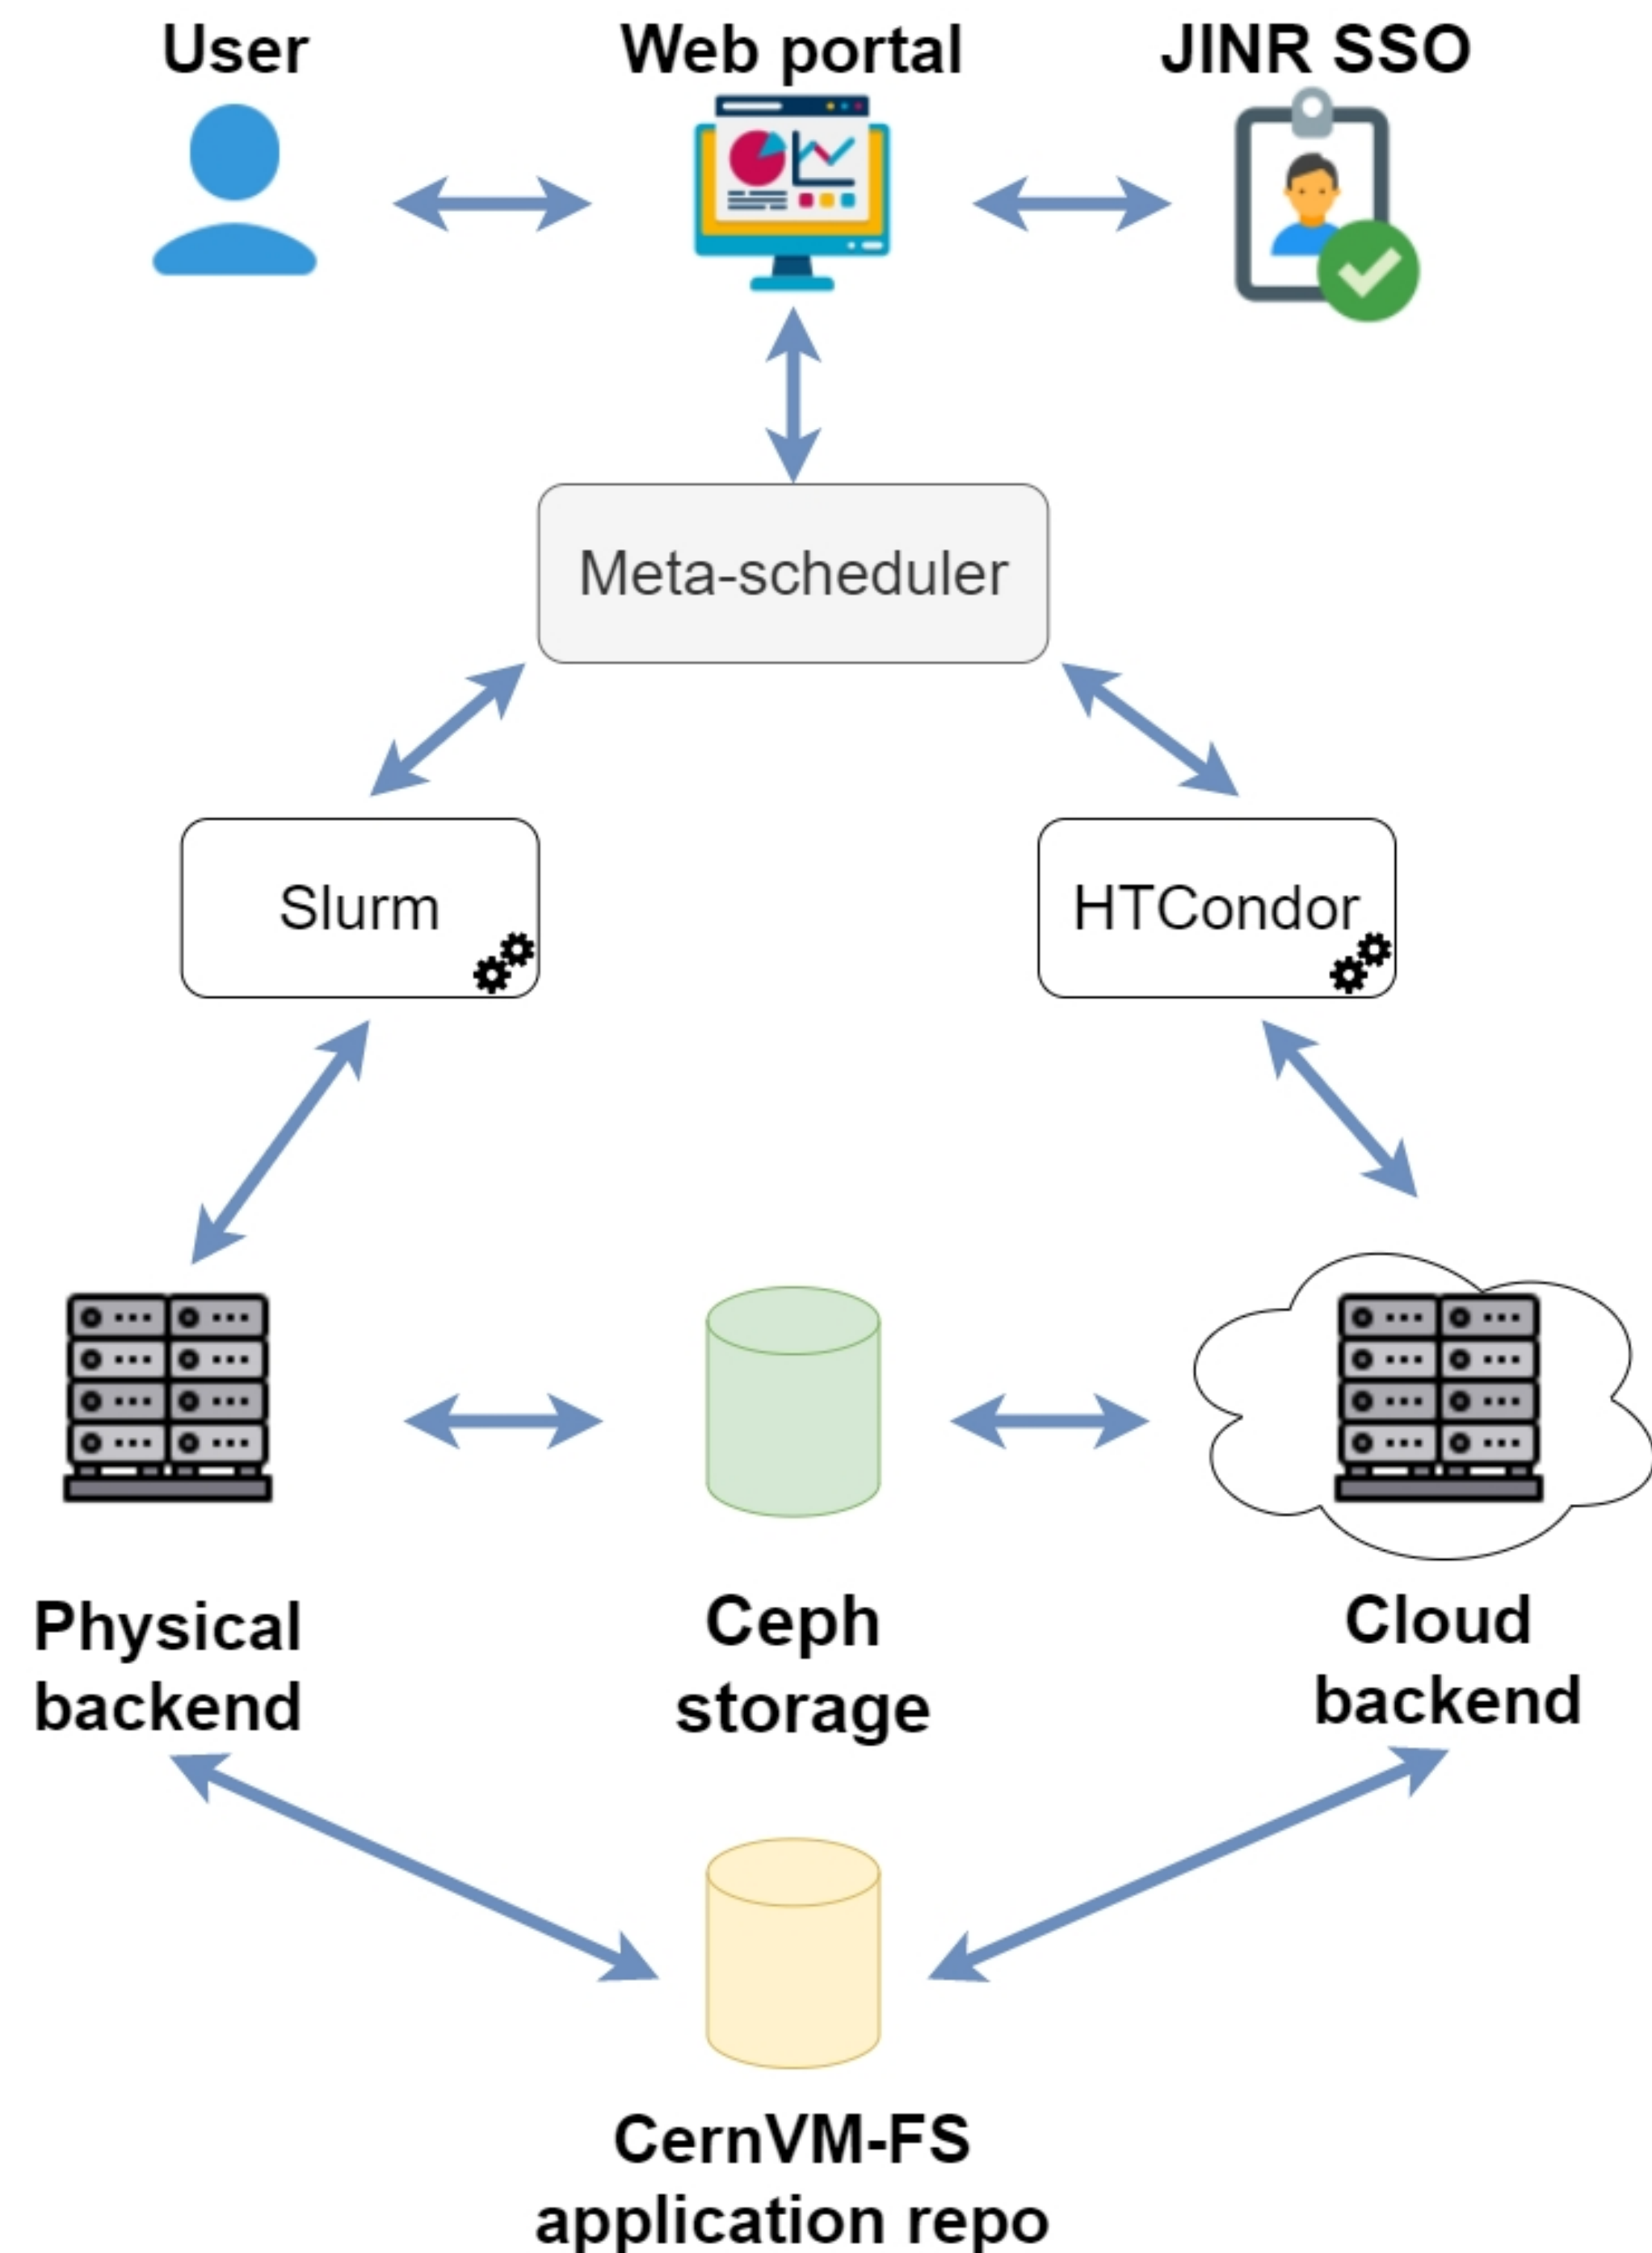 User
Web portal
JINR SSO
Meta-scheduler
Slurm
HTCondor
Physical
backend
Ceph
storage
Cloud
backend
CernVM-FS
application repo